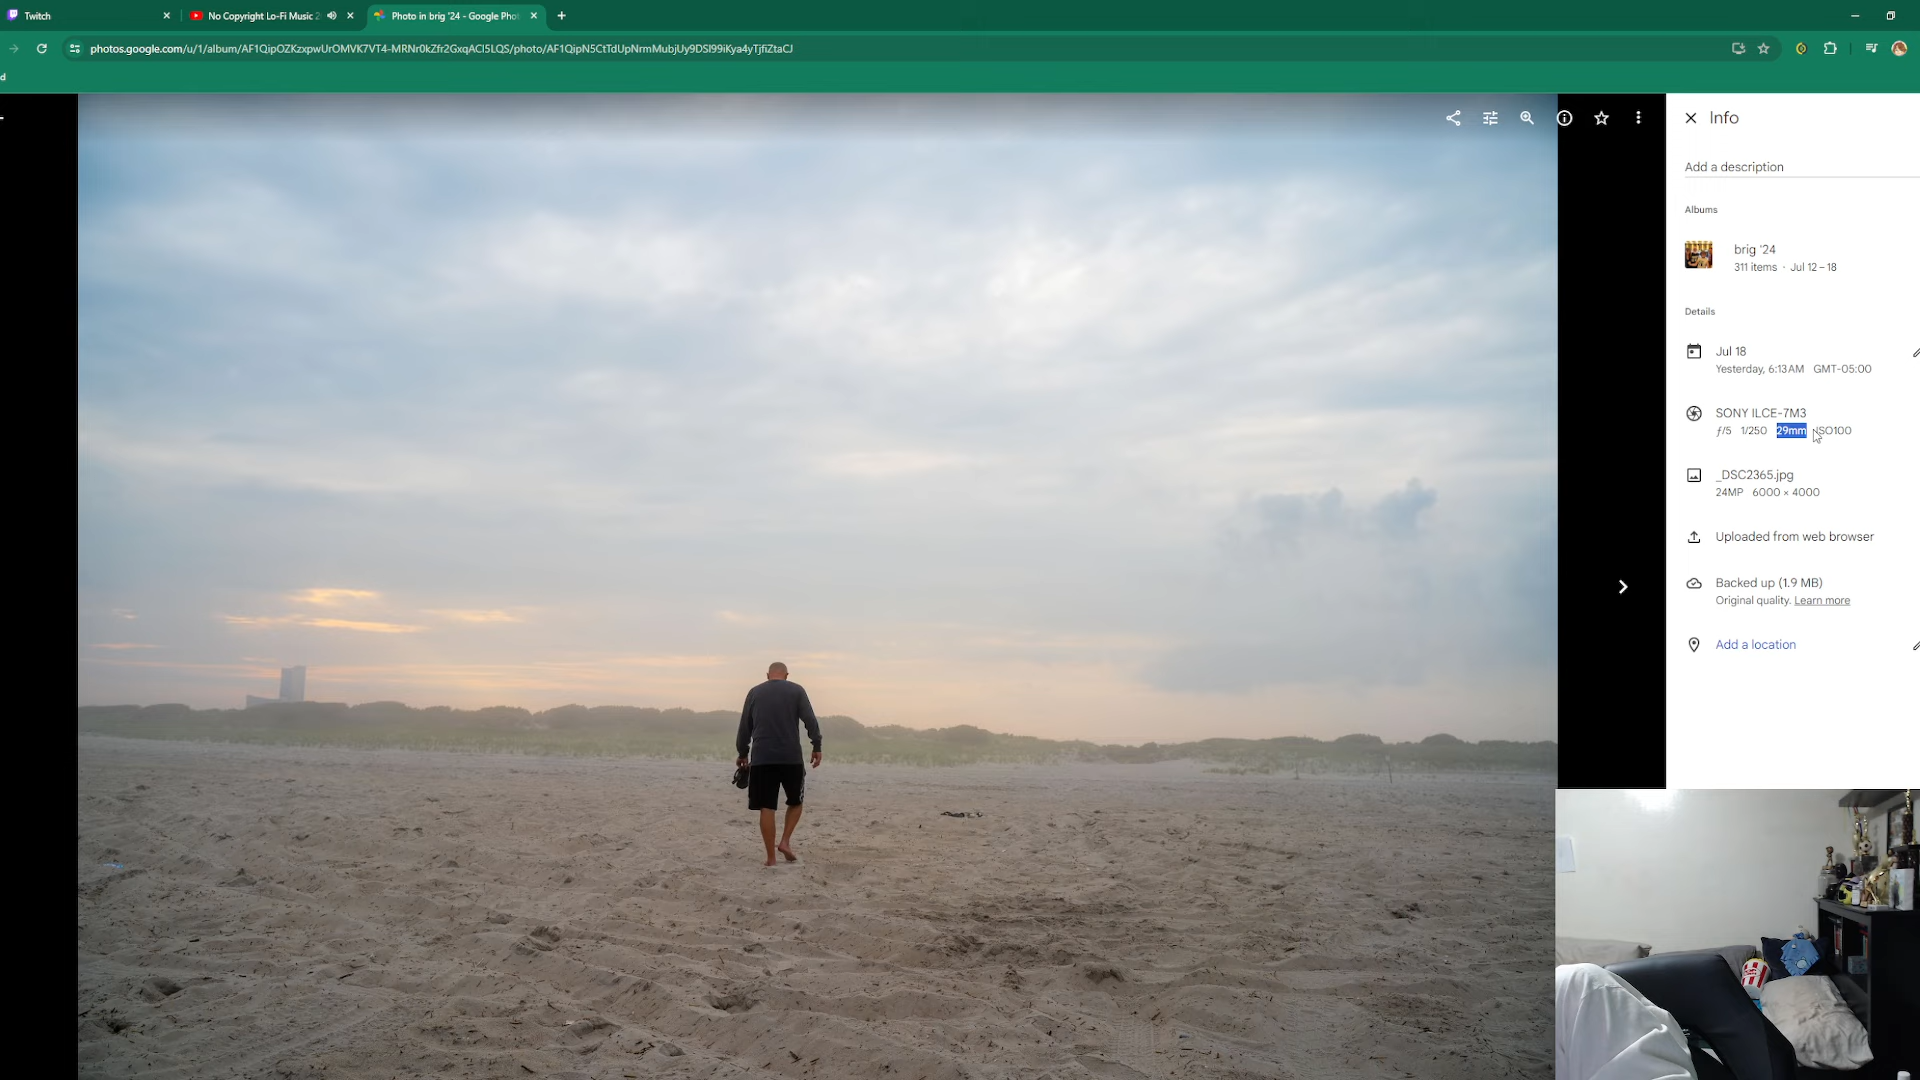 Twitch
No Copyright Lo-Fi Music 2
Photo in brig '24 - Google Pho
photos.google.com/u/1/album/AF1QipOZKzxpwUrOMVK7VT4-MRNr0kZfr2GxqACl5LQS/photo/AF1QipN5CtTdUpNrmMubjUy9DSl99iKya4yTjfiZtaCJ
d
Info
Add a description
Albums
brig '24
311 items · Jul 12 – 18
Details
Jul 18
Yesterday, 6:13AM GMT-05:00
SONY ILCE-7M3
ƒ/5 1/250 29mm ISO100
_DSC2365.jpg
24MP 6000 × 4000
Uploaded from web browser
Backed up (1.9 MB)
Original quality. Learn more
Add a location